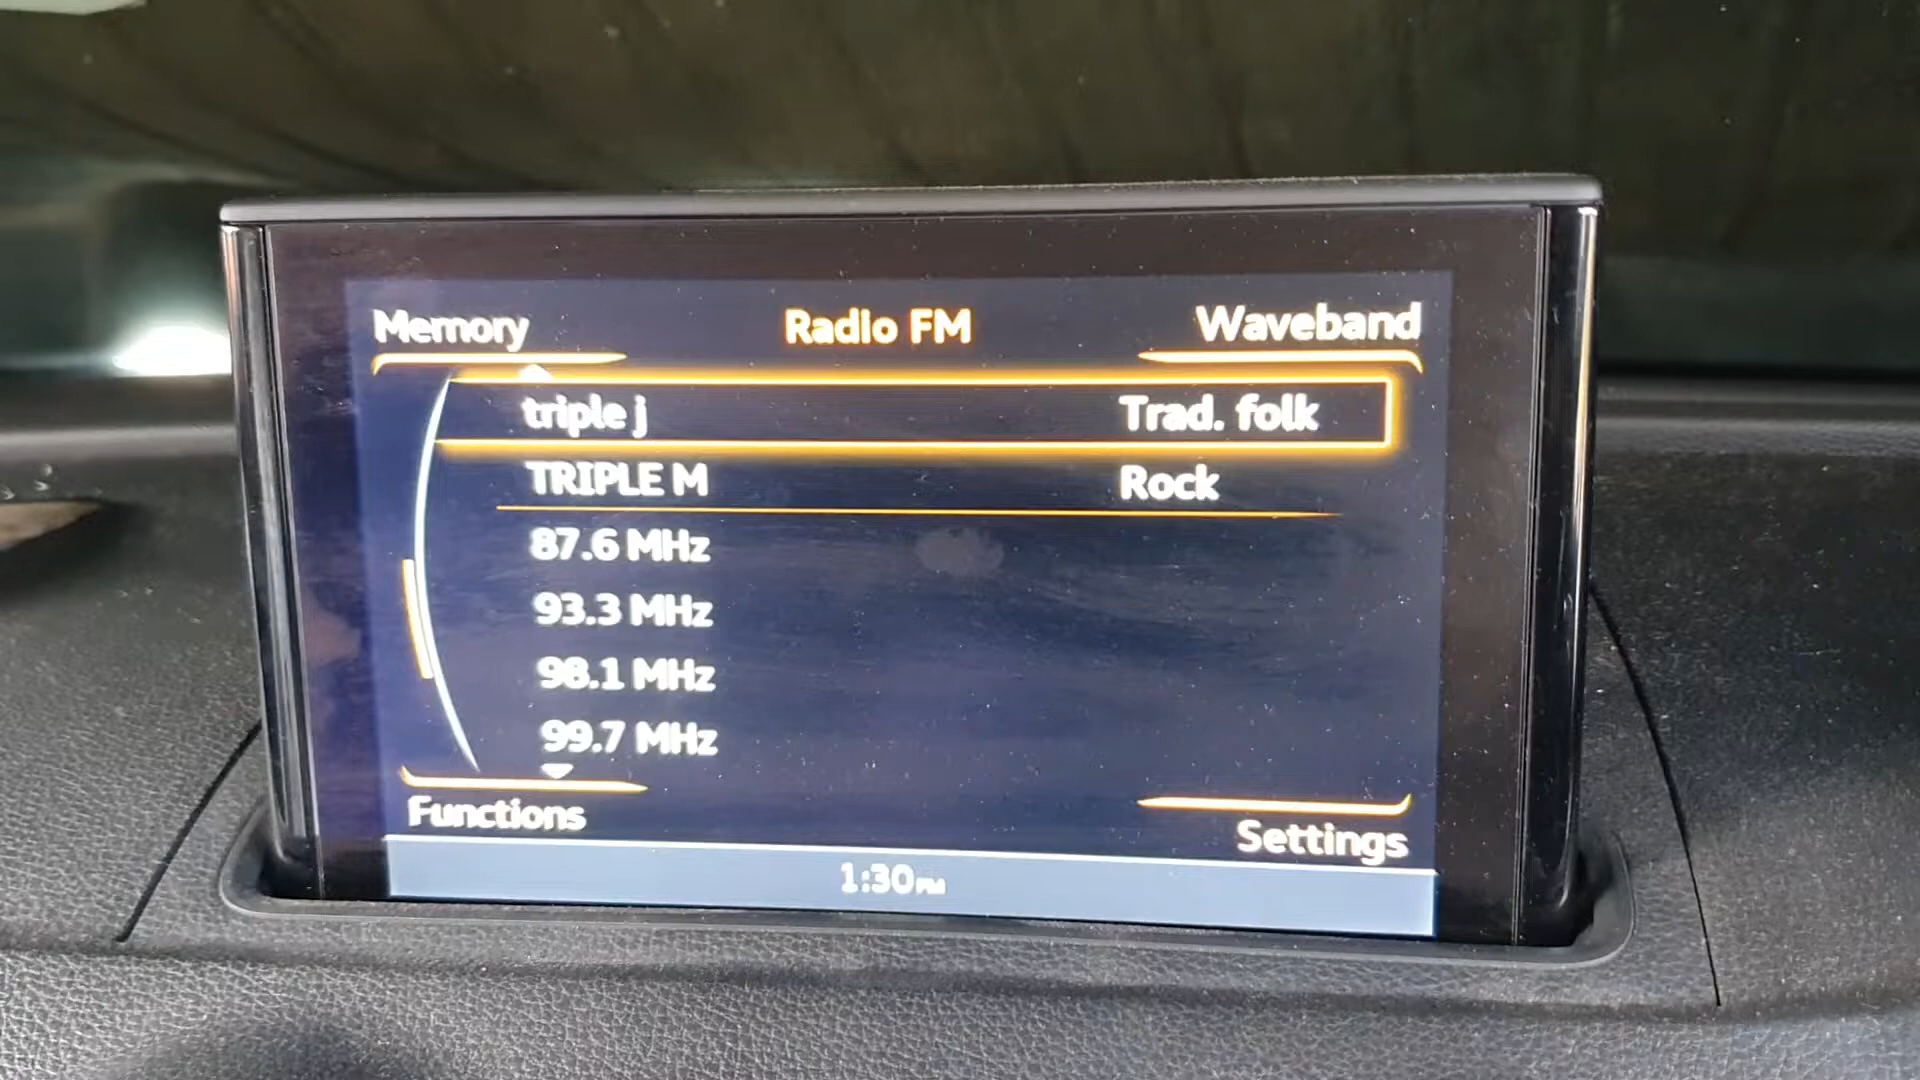 Memory Radio FM Waveband
triple j Trad. folk
TRIPLE M Rock
87.6 MHz
93.3 MHz
98.1 MHz
99.7 MHz
Functions Settings
1:30PM